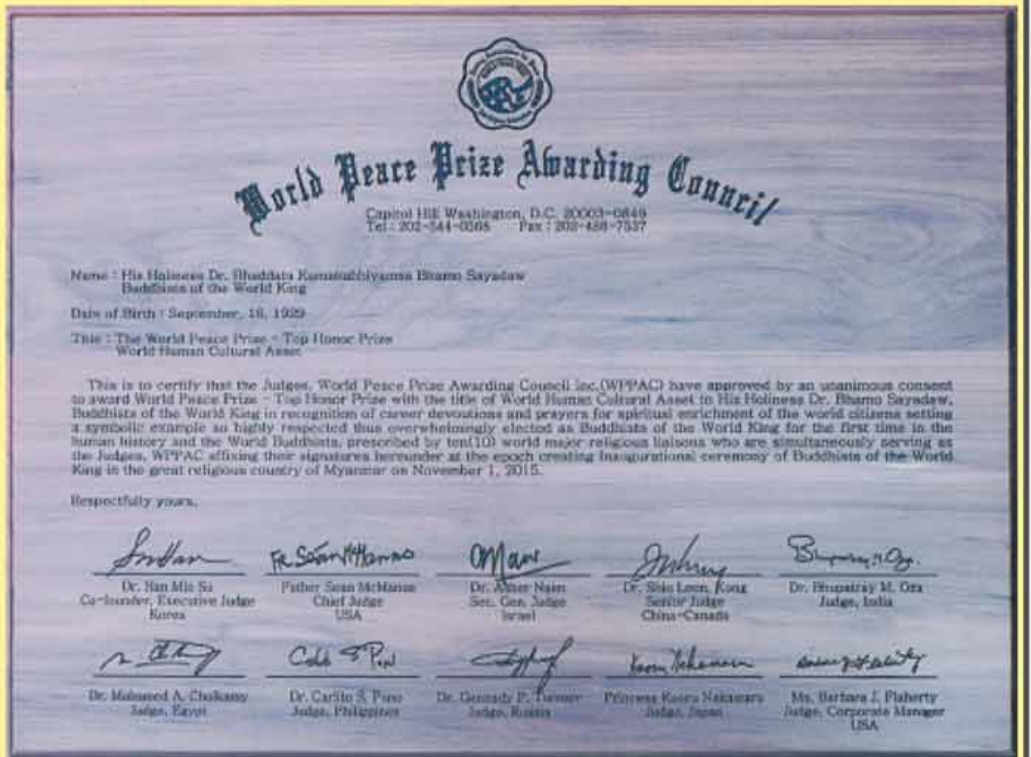 World Peace Prize Awarding Council
Capitol Hill Washington, D.C. 20003-0849
Tel : 202-544-0568 Fax : 202-488-7537
Name : His Holiness Dr. Bhaddata Bhamo Sayadaw
Buddhists of the World King
Date of Birth : September, 16, 1929
Title : The World Peace Prize - Top Honor Prize
World Human Cultural Asset
This is to certify that the Judges, World Peace Prize Awarding Council Inc.(WPPAC) have approved by an unanimous consent
to award World Peace Prize - Top Honor Prize with the title of World Human Cultural Asset to His Holiness Dr. Bhamo Sayadaw,
Buddhists of the World King in recognition of career devoutions and prayers for spiritual enrichment of the world citizens setting
a symbolic example so highly respected thus overwhelmingly elected as Buddhists of the World King for the first time in the
human history and the World Buddhists, prescribed by ten(10) world major religious liaisons who are simultaneously serving as
the Judges, WPPAC affixing their signatures hereunder at the epoch creating Inaugurational ceremony of Buddhists of the World
King in the great religious country of Myanmar on November 1, 2015.
Respectfully yours,
Dr. Han Min Su Father Sean McManus Dr. Asher Naim Dr. Shiu Loon, Kong Dr. Bhupatray M. Oza
Co-founder, Executive Judge Chief Judge Sec. Gen. Judge Senior Judge Judge, India
Korea USA Israel China-Canada
Dr. Mohamed A. Dr. Carlito S. Puno Dr. Gennady P. Princess Kaoru Nakamaru Ms. Barbara J. Flaherty
Judge, Egypt Judge, Philippines Judge, Russia Judge, Japan Judge, Corporate Manager
USA